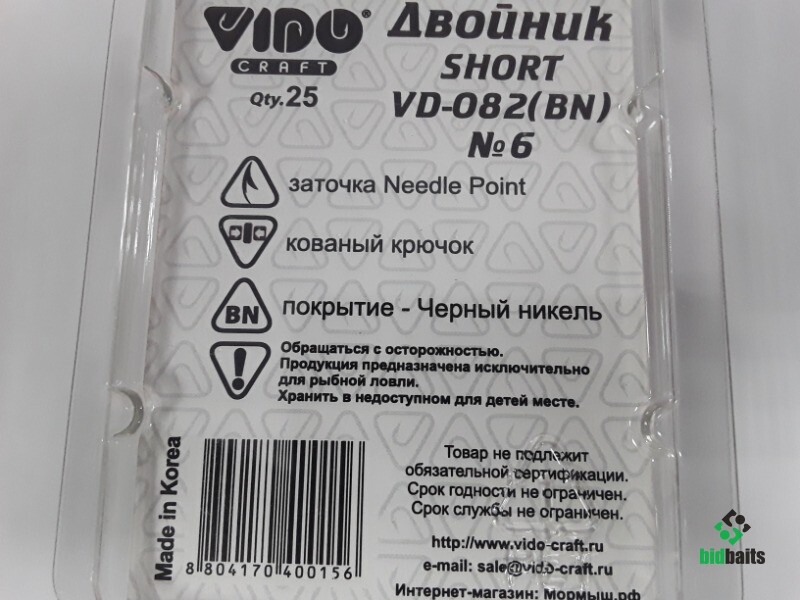 VIDO®
CRAFT
Qty.25
Двойник
SHORT
VD-082(BN)
№6
заточка Needle Point
кованый крючок
BN
покрытие - Черный никель
Обращаться с осторожностью.
Продукция предназначена исключительно
для рыбной ловли.
Хранить в недоступном для детей месте.
Made in Korea
8 804170 400156
Товар не подлежит
обязательной сертификации.
Срок годности не ограничен.
Срок службы не ограничен.
http://www.vido-craft.ru
e-mail: sale@vido-craft.ru
Интернет-магазин: Мормыш.рф
bidbaits